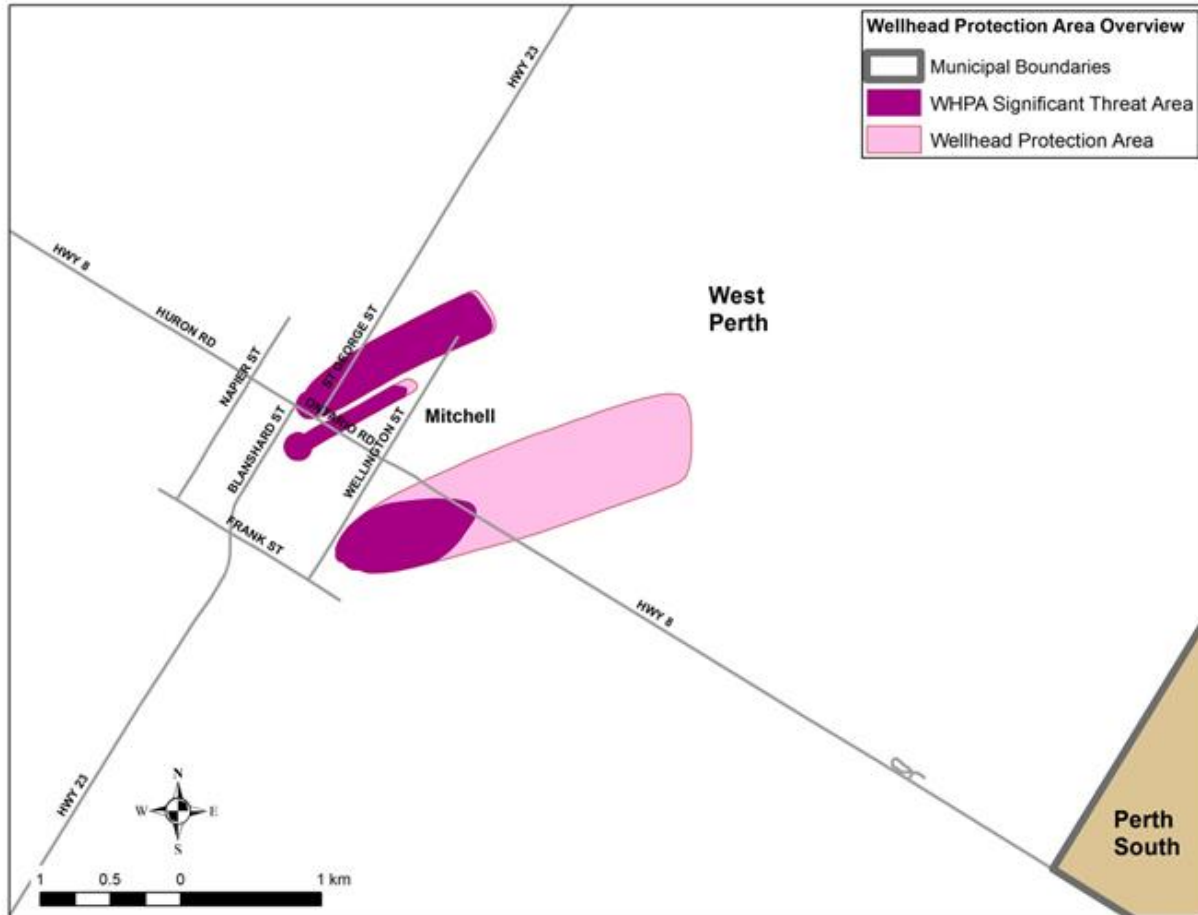 Wellhead Protection Area Overview
Municipal Boundaries
WHPA Significant Threat Area
Wellhead Protection Area
HWY 23
HWY 8
HURON RD
NAPIER ST
ST GEORGE ST
BLANSHARD ST
ONTARIO RD
WELLINGTON ST
FRANK ST
West
Perth
Mitchell
HWY 8
HWY 23
Perth
South
N
W E
S
1 0.5 0 1 km